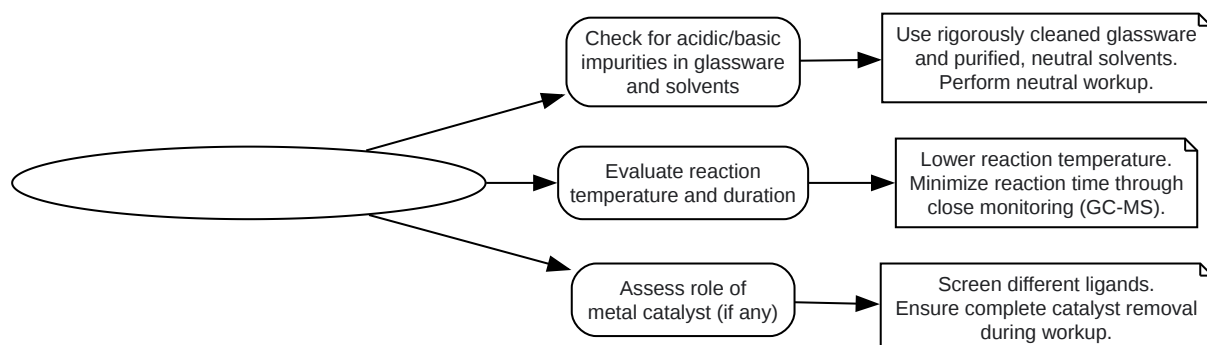 Check for acidic/basic
impurities in glassware
and solvents
Use rigorously cleaned glassware
and purified, neutral solvents.
Perform neutral workup.
Evaluate reaction
temperature and duration
Lower reaction temperature.
Minimize reaction time through
close monitoring (GC-MS).
Assess role of
metal catalyst (if any)
Screen different ligands.
Ensure complete catalyst removal
during workup.